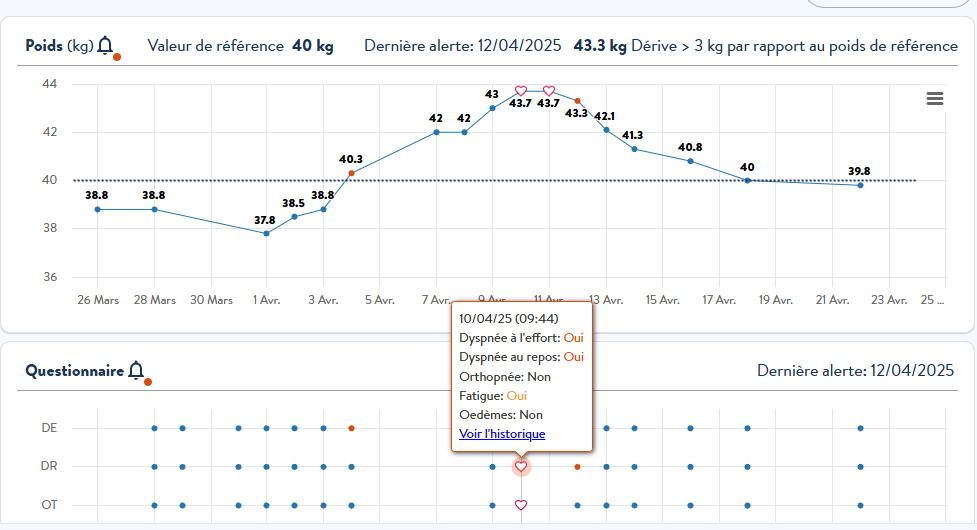 Poids (kg) Valeur de référence 40 kg Dernière alerte: 12/04/2025 43.3 kg Dérive > 3 kg par rapport au poids de référence
44
42
40
38
36
38.8 38.8 37.8 38.5 38.8 40.3 42 42 43 43.7 43.7 43.3 42.1 41.3 40.8 40 39.8
26 Mars 28 Mars 30 Mars 1 Avr. 3 Avr. 5 Avr. 7 Avr. 9 Avr. 11 Avr. 13 Avr. 15 Avr. 17 Avr. 19 Avr. 21 Avr. 23 Avr. 25 ...
10/04/25 (09:44)
Dyspnée à l'effort: Oui
Dyspnée au repos: Oui
Orthopnée: Non
Fatigue: Oui
Oedèmes: Non
Voir l'historique
Questionnaire Dernière alerte: 12/04/2025
DE
DR
OT